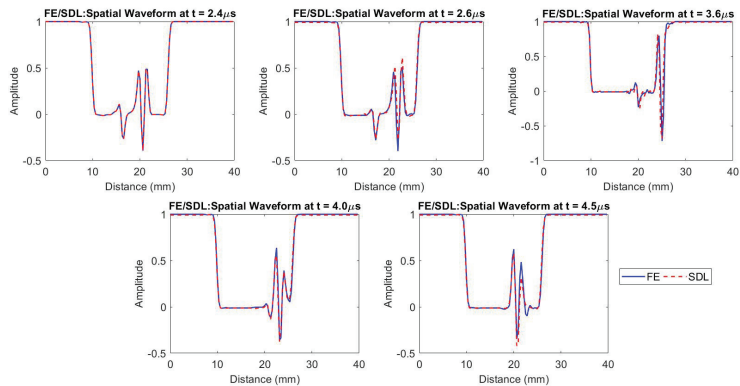 FE/SDL:Spatial Waveform at t = 2.4μs
1
0.5
0
-0.5
Amplitude
0 10 20 30 40
Distance (mm)
FE/SDL:Spatial Waveform at t = 2.6μs
1
0.5
0
-0.5
Amplitude
0 10 20 30 40
Distance (mm)
FE/SDL:Spatial Waveform at t = 3.6μs
1
0.5
0
-0.5
-1
Amplitude
0 10 20 30 40
Distance (mm)
FE/SDL:Spatial Waveform at t = 4.0μs
1
0.5
0
-0.5
Amplitude
0 10 20 30 40
Distance (mm)
FE/SDL:Spatial Waveform at t = 4.5μs
1
0.5
0
-0.5
Amplitude
0 10 20 30 40
Distance (mm)
FE SDL